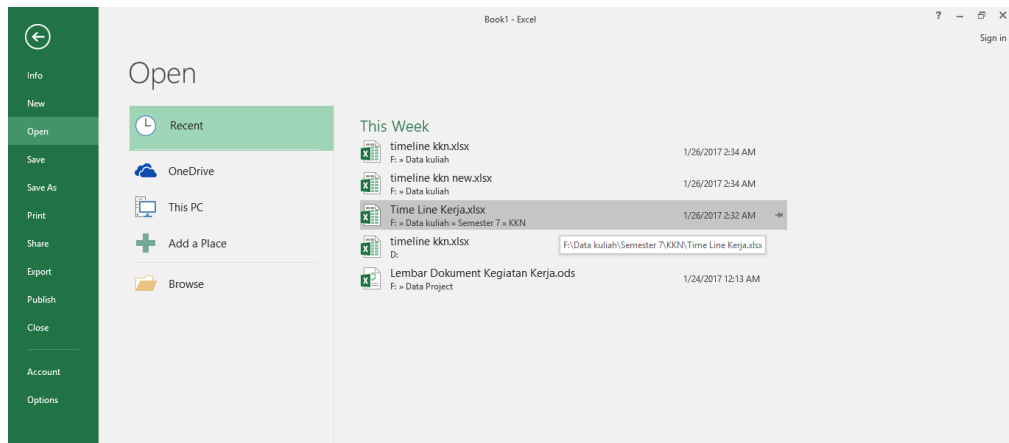 Book1 - Excel
? – X
Sign in
Info
New
Open
Save
Save As
Print
Share
Export
Publish
Close
Account
Options
Open
Recent
OneDrive
This PC
Add a Place
Browse
This Week
timeline kkn.xlsx
F: » Data kuliah
1/26/2017 2:34 AM
timeline kkn new.xlsx
F: » Data kuliah
1/26/2017 2:34 AM
Time Line Kerja.xlsx
F: » Data kuliah » Semester 7 » KKN
1/26/2017 2:32 AM
timeline kkn.xlsx
D:
F:\Data kuliah\Semester 7\KKN\Time Line Kerja.xlsx
Lembar Dokument Kegiatan Kerja.ods
F: » Data Project
1/24/2017 12:13 AM